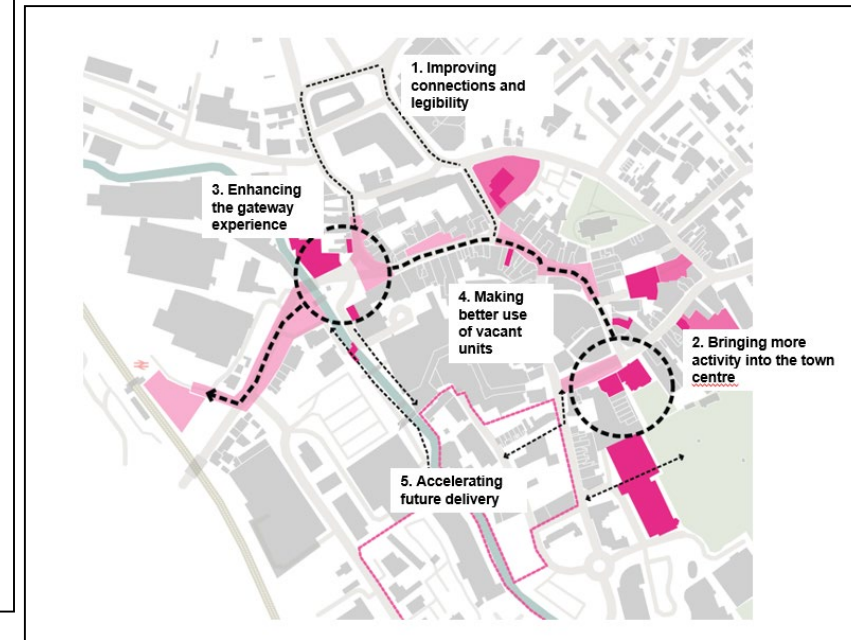 1. Improving
connections and
legibility
3. Enhancing
the gateway
experience
4. Making
better use
of vacant
units
2. Bringing more
activity into the town
centre
5. Accelerating
future delivery